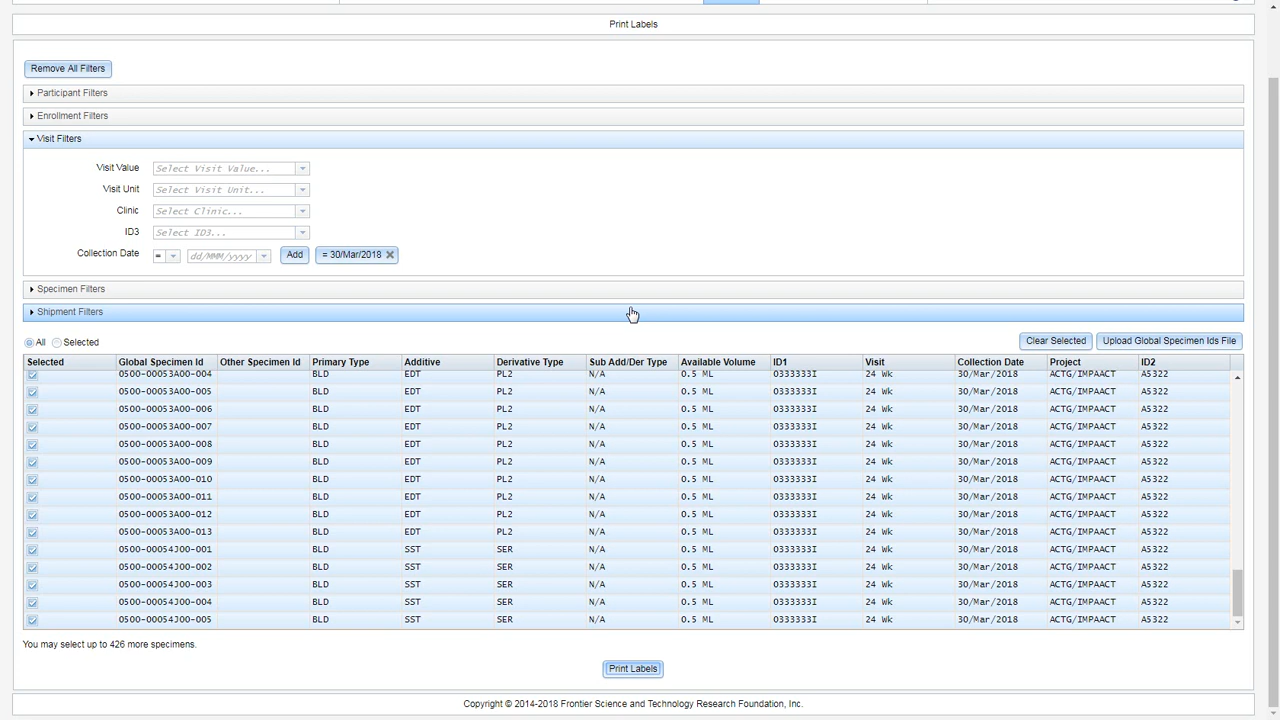 Print Labels
Remove All Filters
Participant Filters
Enrollment Filters
Visit Filters
Visit Value Select Visit Value...
Visit Unit Select Visit Unit...
Clinic Select Clinic...
ID3 Select ID3...
Collection Date = dd/MMM/yyyy Add = 30/Mar/2018
Specimen Filters
Shipment Filters
All Selected Clear Selected Upload Global Specimen Ids File
Selected Global Specimen Id Other Specimen Id Primary Type Additive Derivative Type Sub Add/Der Type Available Volume ID1 Visit Collection Date Project ID2
0500-00053A00-004 BLD EDT PL2 N/A 0.5 ML 0333333I 24 Wk 30/Mar/2018 ACTG/IMPAACT A5322
0500-00053A00-005 BLD EDT PL2 N/A 0.5 ML 0333333I 24 Wk 30/Mar/2018 ACTG/IMPAACT A5322
0500-00053A00-006 BLD EDT PL2 N/A 0.5 ML 0333333I 24 Wk 30/Mar/2018 ACTG/IMPAACT A5322
0500-00053A00-007 BLD EDT PL2 N/A 0.5 ML 0333333I 24 Wk 30/Mar/2018 ACTG/IMPAACT A5322
0500-00053A00-008 BLD EDT PL2 N/A 0.5 ML 0333333I 24 Wk 30/Mar/2018 ACTG/IMPAACT A5322
0500-00053A00-009 BLD EDT PL2 N/A 0.5 ML 0333333I 24 Wk 30/Mar/2018 ACTG/IMPAACT A5322
0500-00053A00-010 BLD EDT PL2 N/A 0.5 ML 0333333I 24 Wk 30/Mar/2018 ACTG/IMPAACT A5322
0500-00053A00-011 BLD EDT PL2 N/A 0.5 ML 0333333I 24 Wk 30/Mar/2018 ACTG/IMPAACT A5322
0500-00053A00-012 BLD EDT PL2 N/A 0.5 ML 0333333I 24 Wk 30/Mar/2018 ACTG/IMPAACT A5322
0500-00053A00-013 BLD EDT PL2 N/A 0.5 ML 0333333I 24 Wk 30/Mar/2018 ACTG/IMPAACT A5322
0500-00054J00-001 BLD SST SER N/A 0.5 ML 0333333I 24 Wk 30/Mar/2018 ACTG/IMPAACT A5322
0500-00054J00-002 BLD SST SER N/A 0.5 ML 0333333I 24 Wk 30/Mar/2018 ACTG/IMPAACT A5322
0500-00054J00-003 BLD SST SER N/A 0.5 ML 0333333I 24 Wk 30/Mar/2018 ACTG/IMPAACT A5322
0500-00054J00-004 BLD SST SER N/A 0.5 ML 0333333I 24 Wk 30/Mar/2018 ACTG/IMPAACT A5322
0500-00054J00-005 BLD SST SER N/A 0.5 ML 0333333I 24 Wk 30/Mar/2018 ACTG/IMPAACT A5322
You may select up to 426 more specimens.
Print Labels
Copyright © 2014-2018 Frontier Science and Technology Research Foundation, Inc.